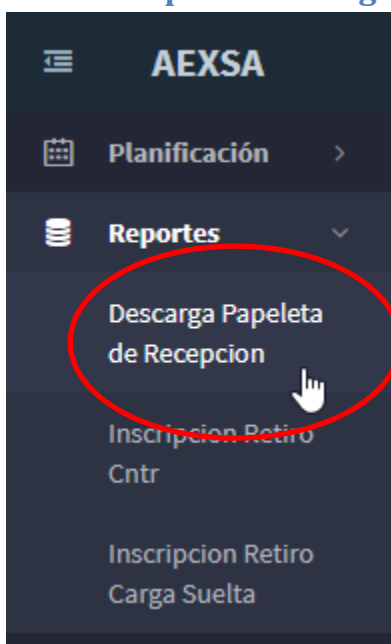 AEXSA
Planificación
Reportes
Descarga Papeleta
de Recepcion
Inscripcion Retiro
Cntr
Inscripcion Retiro
Carga Suelta